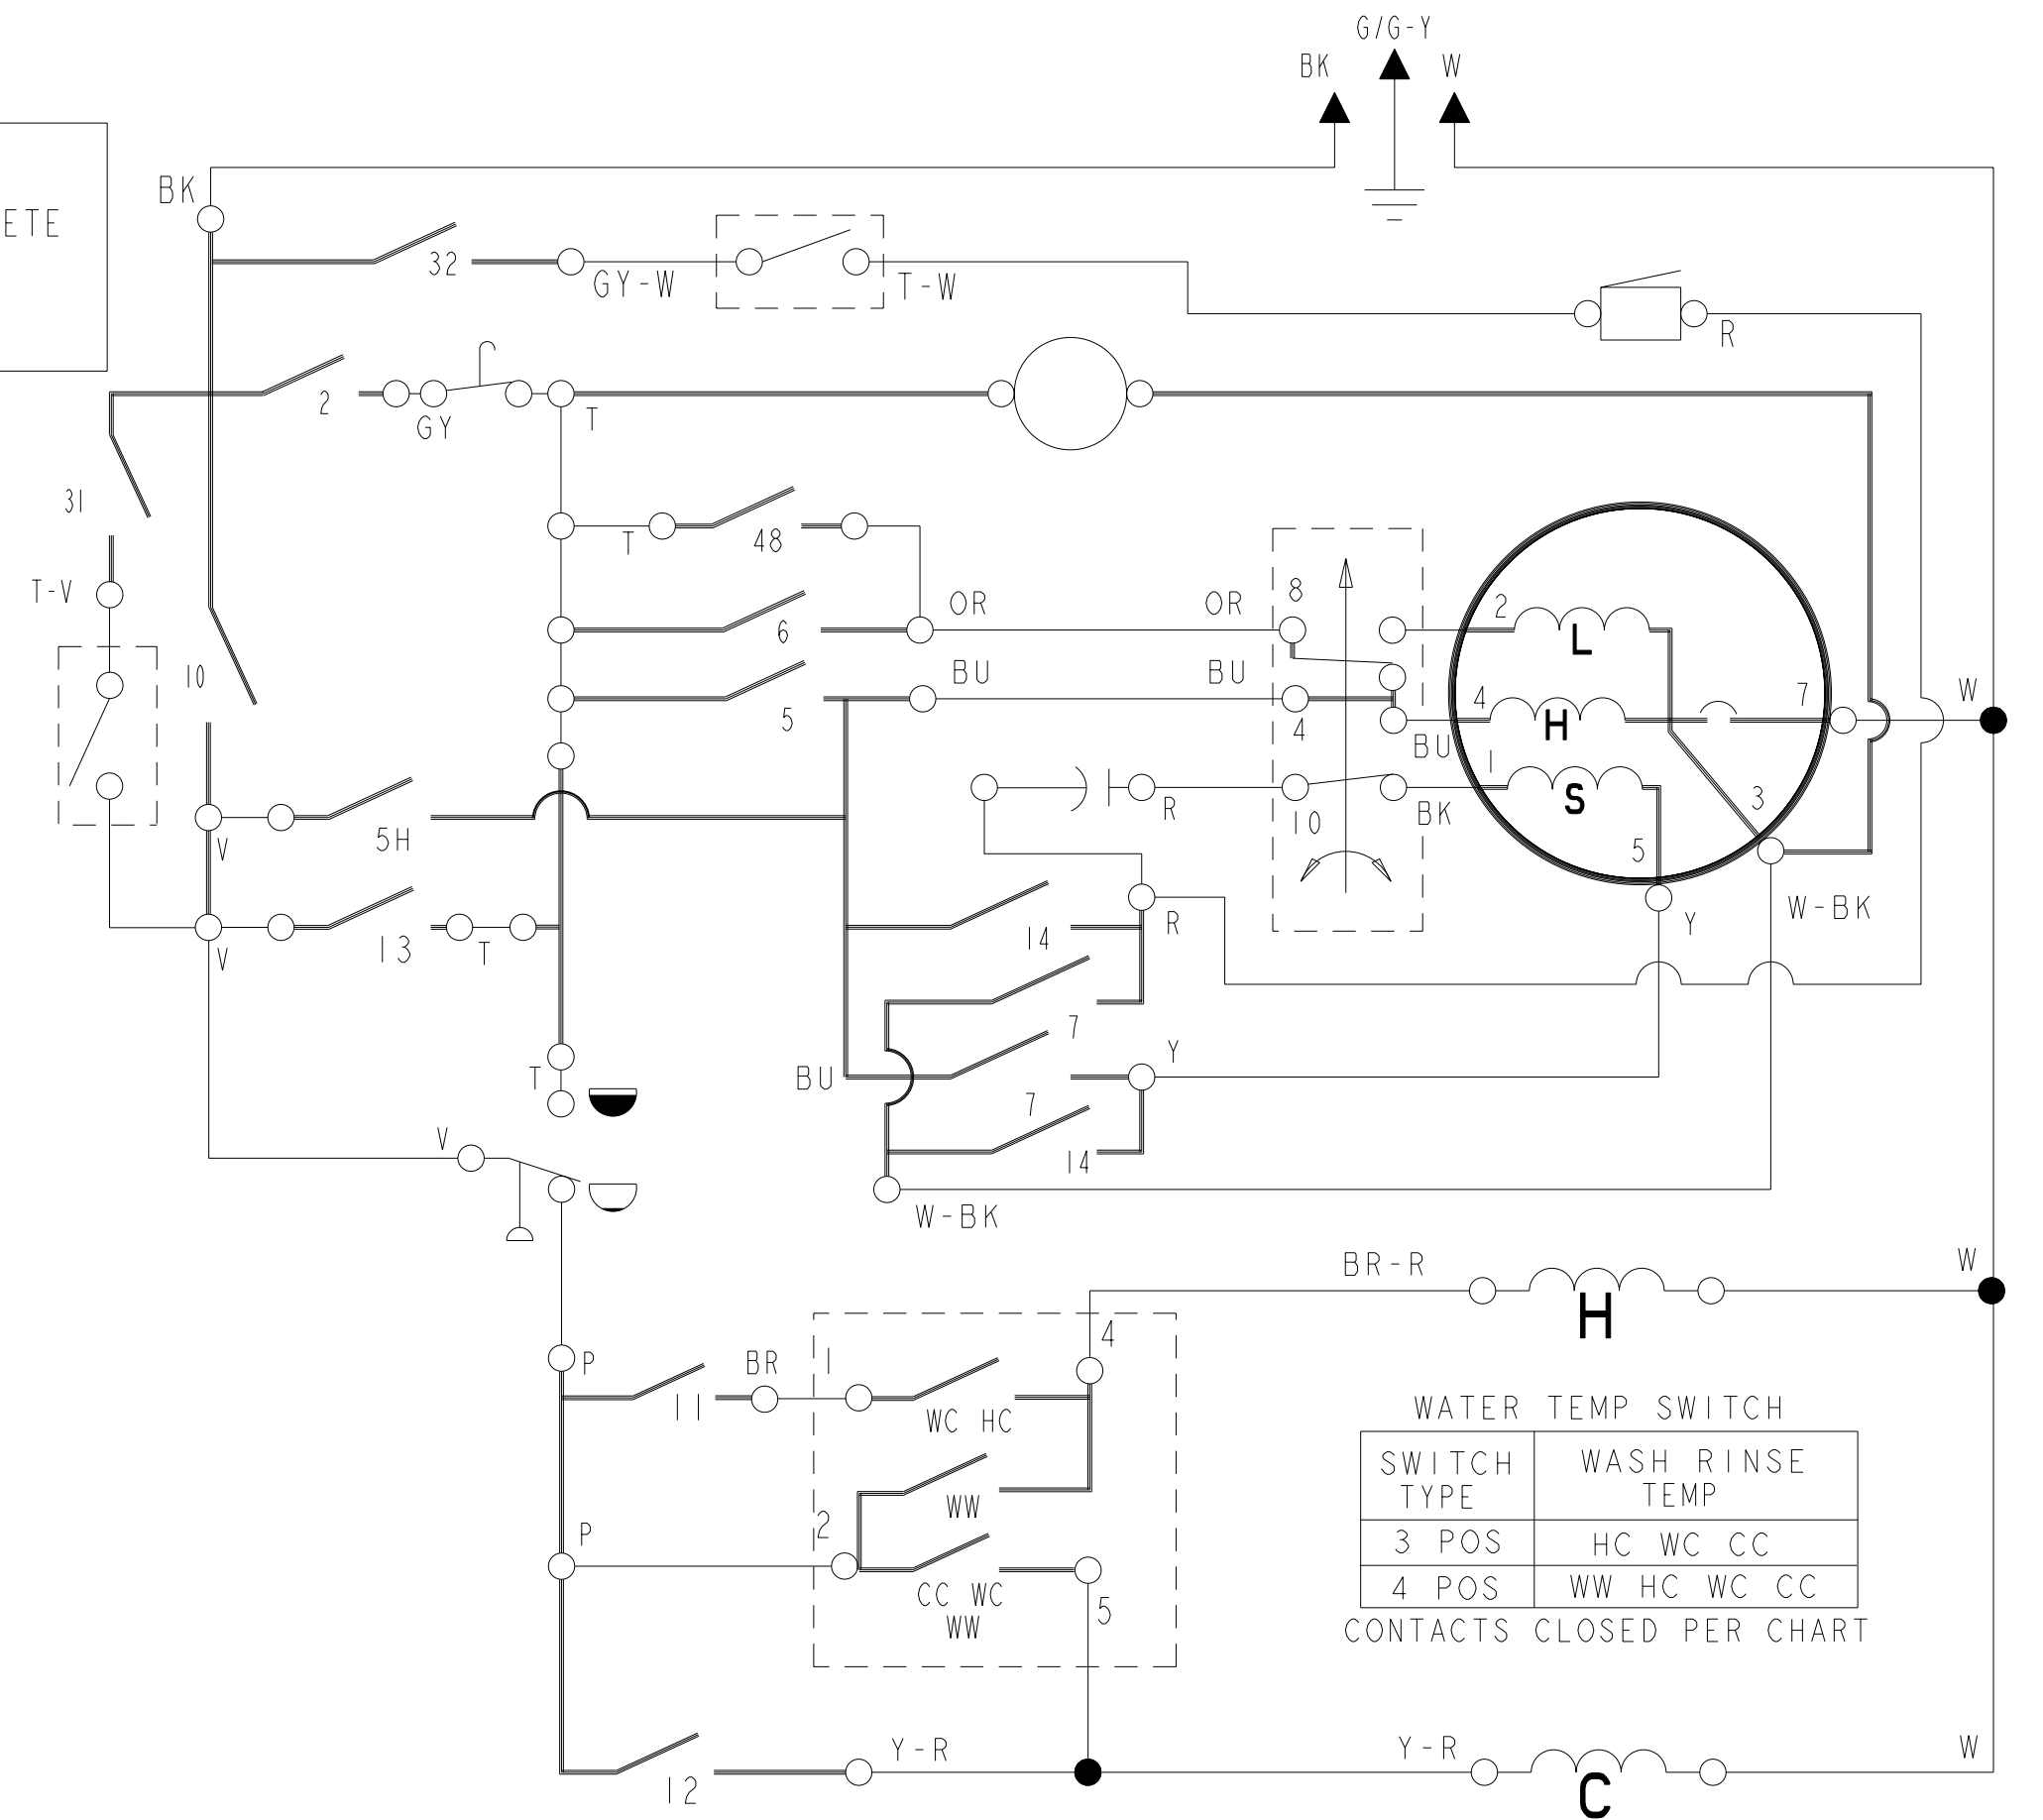 G/G-Y
BK
W
BK
ETE
32
GY-W
T-W
R
2
GY
T
31
T
48
T-V
OR
OR
8
2
L
6
10
BU
BU
4
7
W
5
4
H
BU
1
S
3
5H
V
R
10
BK
5
13
T
V
14
R
Y
W-BK
7
T
BU
Y
7
V
14
W-BK
BR-R
W
H
4
P
11
BR
1
WC HC
WATER TEMP SWITCH
SWITCH TYPE
WASH RINSE TEMP
WW
P
2
3 POS
HC WC CC
CC WC
WW
5
4 POS
WW HC WC CC
CONTACTS CLOSED PER CHART
12
Y-R
Y-R
W
C